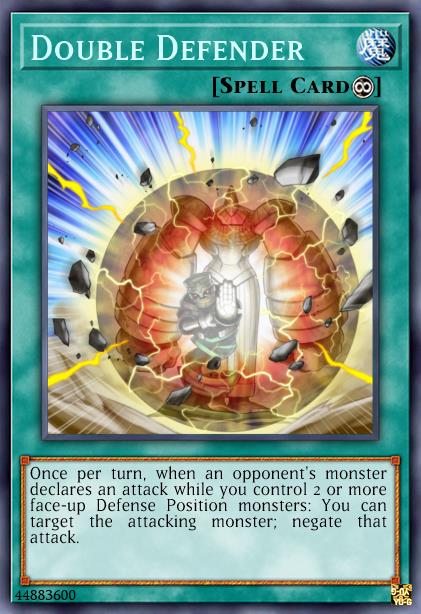 DOUBLE DEFENDER
魔
[SPELL CARD]
Once per turn, when an opponent's monster
declares an attack while you control 2 or more
face-up Defense Position monsters: You can
target the attacking monster; negate that
attack.
44883600